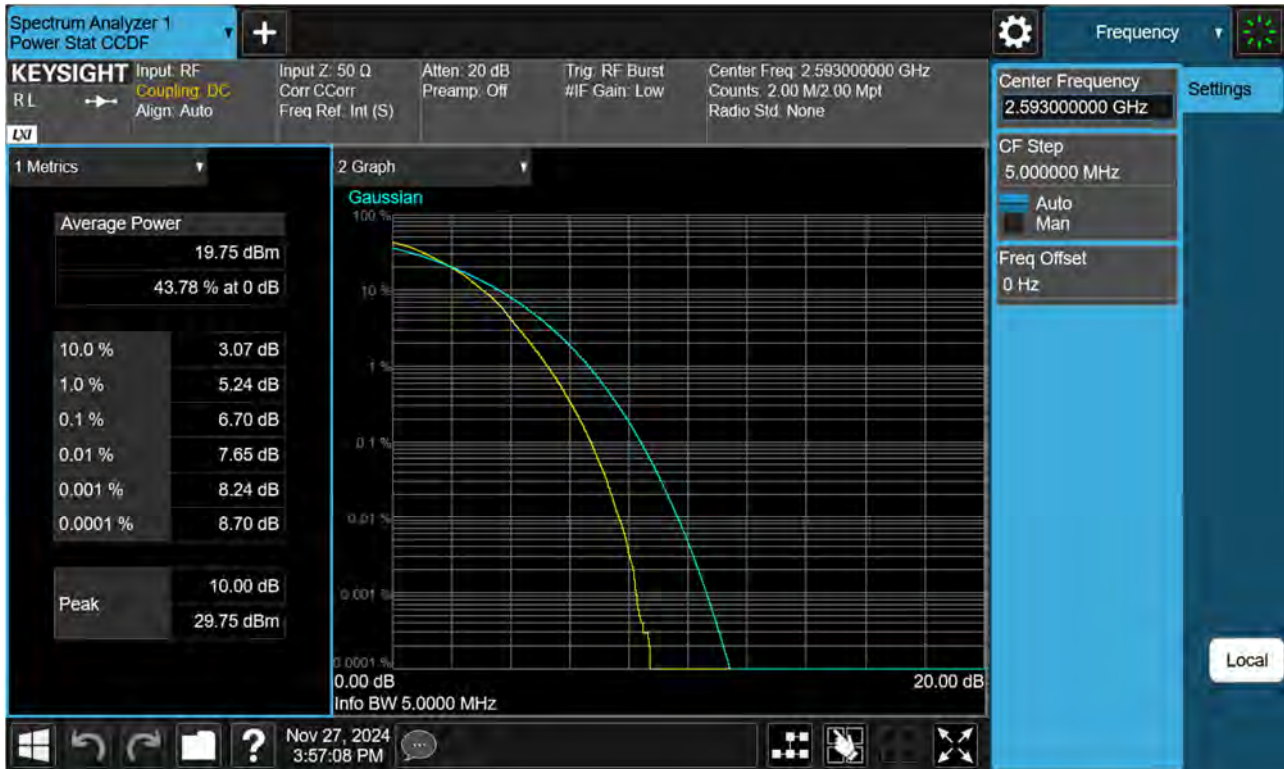 Spectrum Analyzer 1
Power Stat CCDF
+
Frequency
KEYSIGHT
RL
LXI
Input: RF
Coupling: DC
Align: Auto
Input Z: 50 Ω
Corr CCorr
Freq Ref: Int (S)
Atten: 20 dB
Preamp: Off
Trig: RF Burst
#IF Gain: Low
Center Freq: 2.593000000 GHz
Counts: 2.00 M/2.00 Mpt
Radio Std: None
Center Frequency
2.593000000 GHz
Settings
CF Step
5.000000 MHz
Auto
Man
Freq Offset
0 Hz
Local
1 Metrics
Average Power
19.75 dBm
43.78 % at 0 dB
10.0 % 3.07 dB
1.0 % 5.24 dB
0.1 % 6.70 dB
0.01 % 7.65 dB
0.001 % 8.24 dB
0.0001 % 8.70 dB
Peak 10.00 dB
29.75 dBm
2 Graph
Gaussian
100 %
10 %
1 %
0.1 %
0.01 %
0.001 %
0.0001 %
0.00 dB 20.00 dB
Info BW 5.0000 MHz
?
Nov 27, 2024
3:57:08 PM